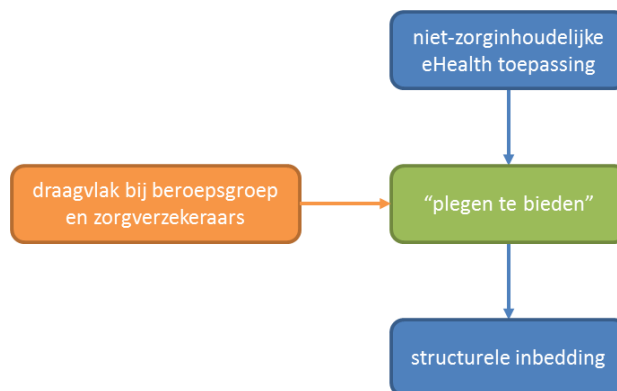 niet-zorginhoudelijke
eHealth toepassing
draagvlak bij beroepsgroep
en zorgverzekeraars
“plegen te bieden”
structurele inbedding